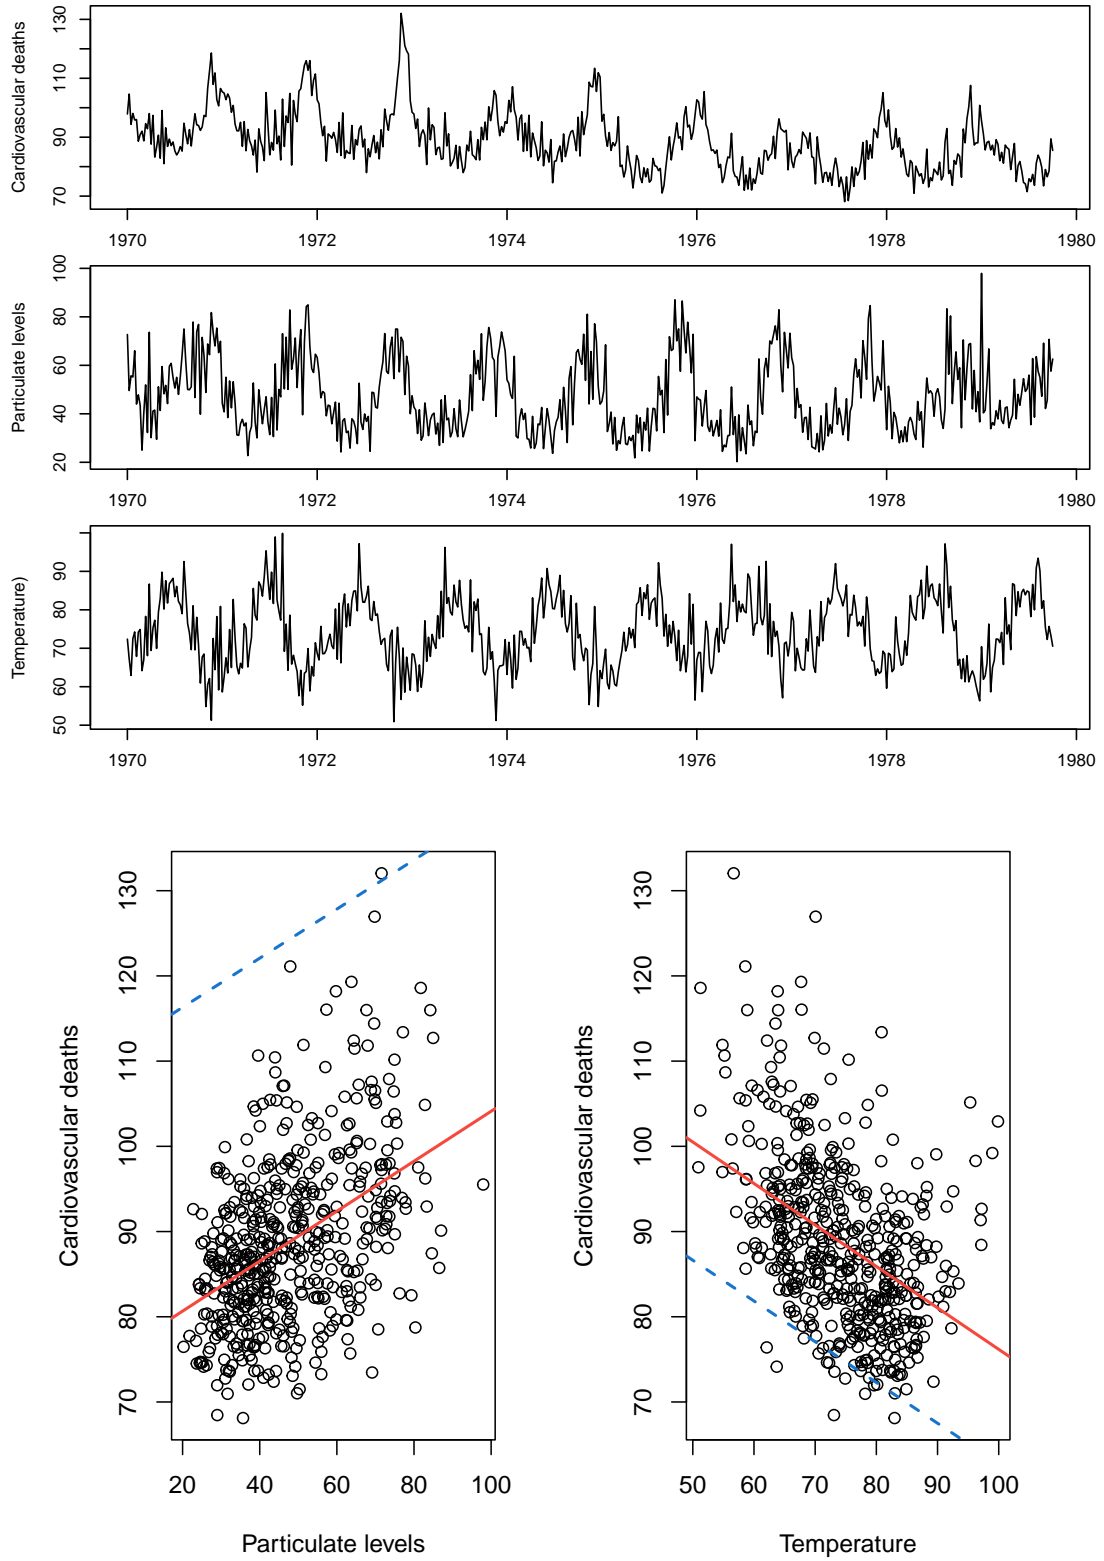 Cardiovascular deaths
70 90 110 130
1970 1972 1974 1976 1978 1980
Particulate levels
20 40 60 80 100
1970 1972 1974 1976 1978 1980
Temperature)
50 60 70 80 90
1970 1972 1974 1976 1978 1980
Cardiovascular deaths
70 80 90 100 110 120 130
20 40 60 80 100
Particulate levels
Cardiovascular deaths
70 80 90 100 110 120 130
50 60 70 80 90 100
Temperature